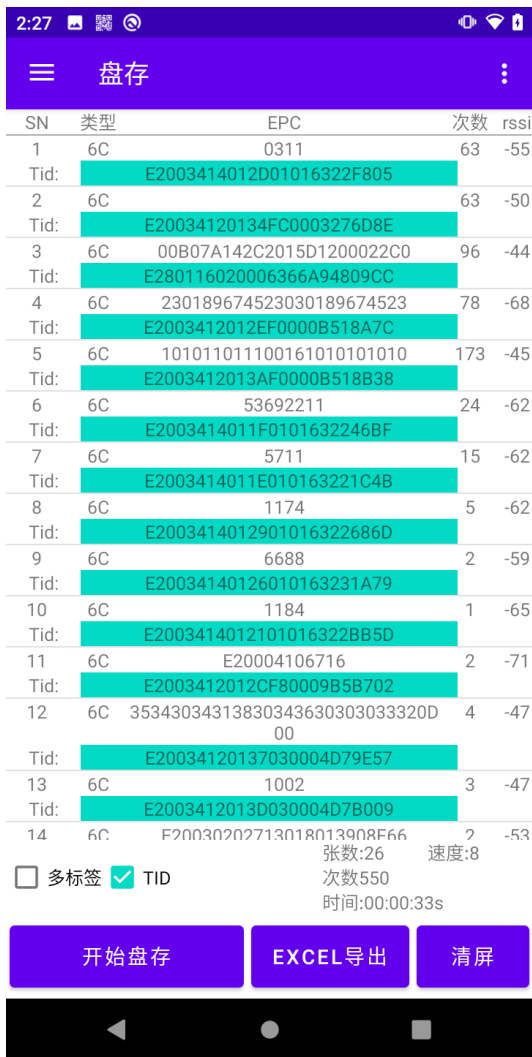 2:27
盘存
SN 类型 EPC 次数 rssi
1 6C 0311 63 -55
Tid: E2003414012D01016322F805
2 6C 63 -50
Tid: E20034120134FC0003276D8E
3 6C 00B07A142C2015D1200022C0 96 -44
Tid: E280116020006366A94809CC
4 6C 230189674523030189674523 78 -68
Tid: E2003412012EF0000B518A7C
5 6C 101011011100161010101010 173 -45
Tid: E2003412013AF0000B518B38
6 6C 53692211 24 -62
Tid: E2003414011F0101632246BF
7 6C 5711 15 -62
Tid: E2003414011E010163221C4B
8 6C 1174 5 -62
Tid: E20034140129010163226​86D
9 6C 6688 2 -59
Tid: E20034140126010163231A79
10 6C 1184 1 -65
Tid: E2003414012101016322BB5D
11 6C E20004106716 2 -71
Tid: E2003412012CF80009B5B702
12 6C 35343034313830343630303033320D 4 -47
00
Tid: E20034120137030004D79E57
13 6C 1002 3 -47
Tid: E2003412013D030004D7B009
14 6C E20030202713018013908E66 2 -53
张数:26 速度:8
多标签 TID 次数550
时间:00:00:33s
开始盘存 EXCEL导出 清屏